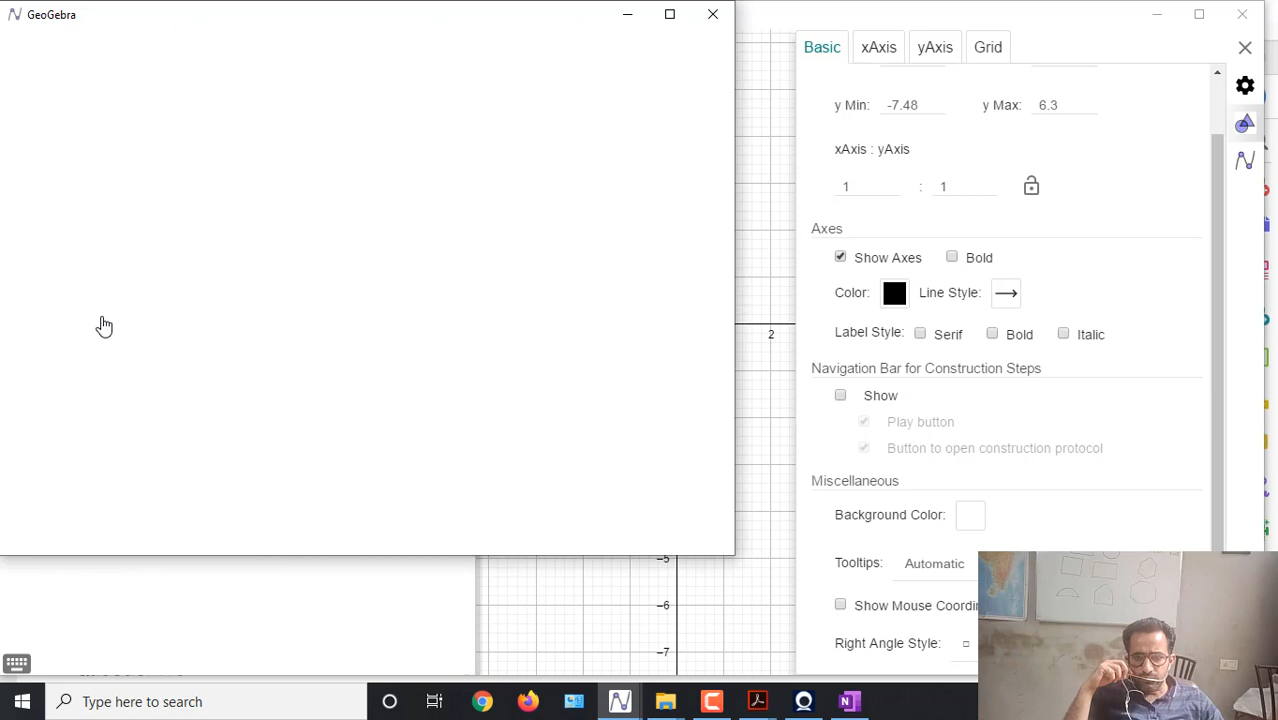 GeoGebra
Basic xAxis yAxis Grid
y Min: -7.48 y Max: 6.3
xAxis : yAxis
1 : 1
Axes
Show Axes Bold
Color: Line Style:
2
Label Style: Serif Bold Italic
Navigation Bar for Construction Steps
Show
Play button
Button to open construction protocol
Miscellaneous
Background Color:
Tooltips: Automatic
−5
Show Mouse Coordin
−6
Right Angle Style:
−7
Type here to search